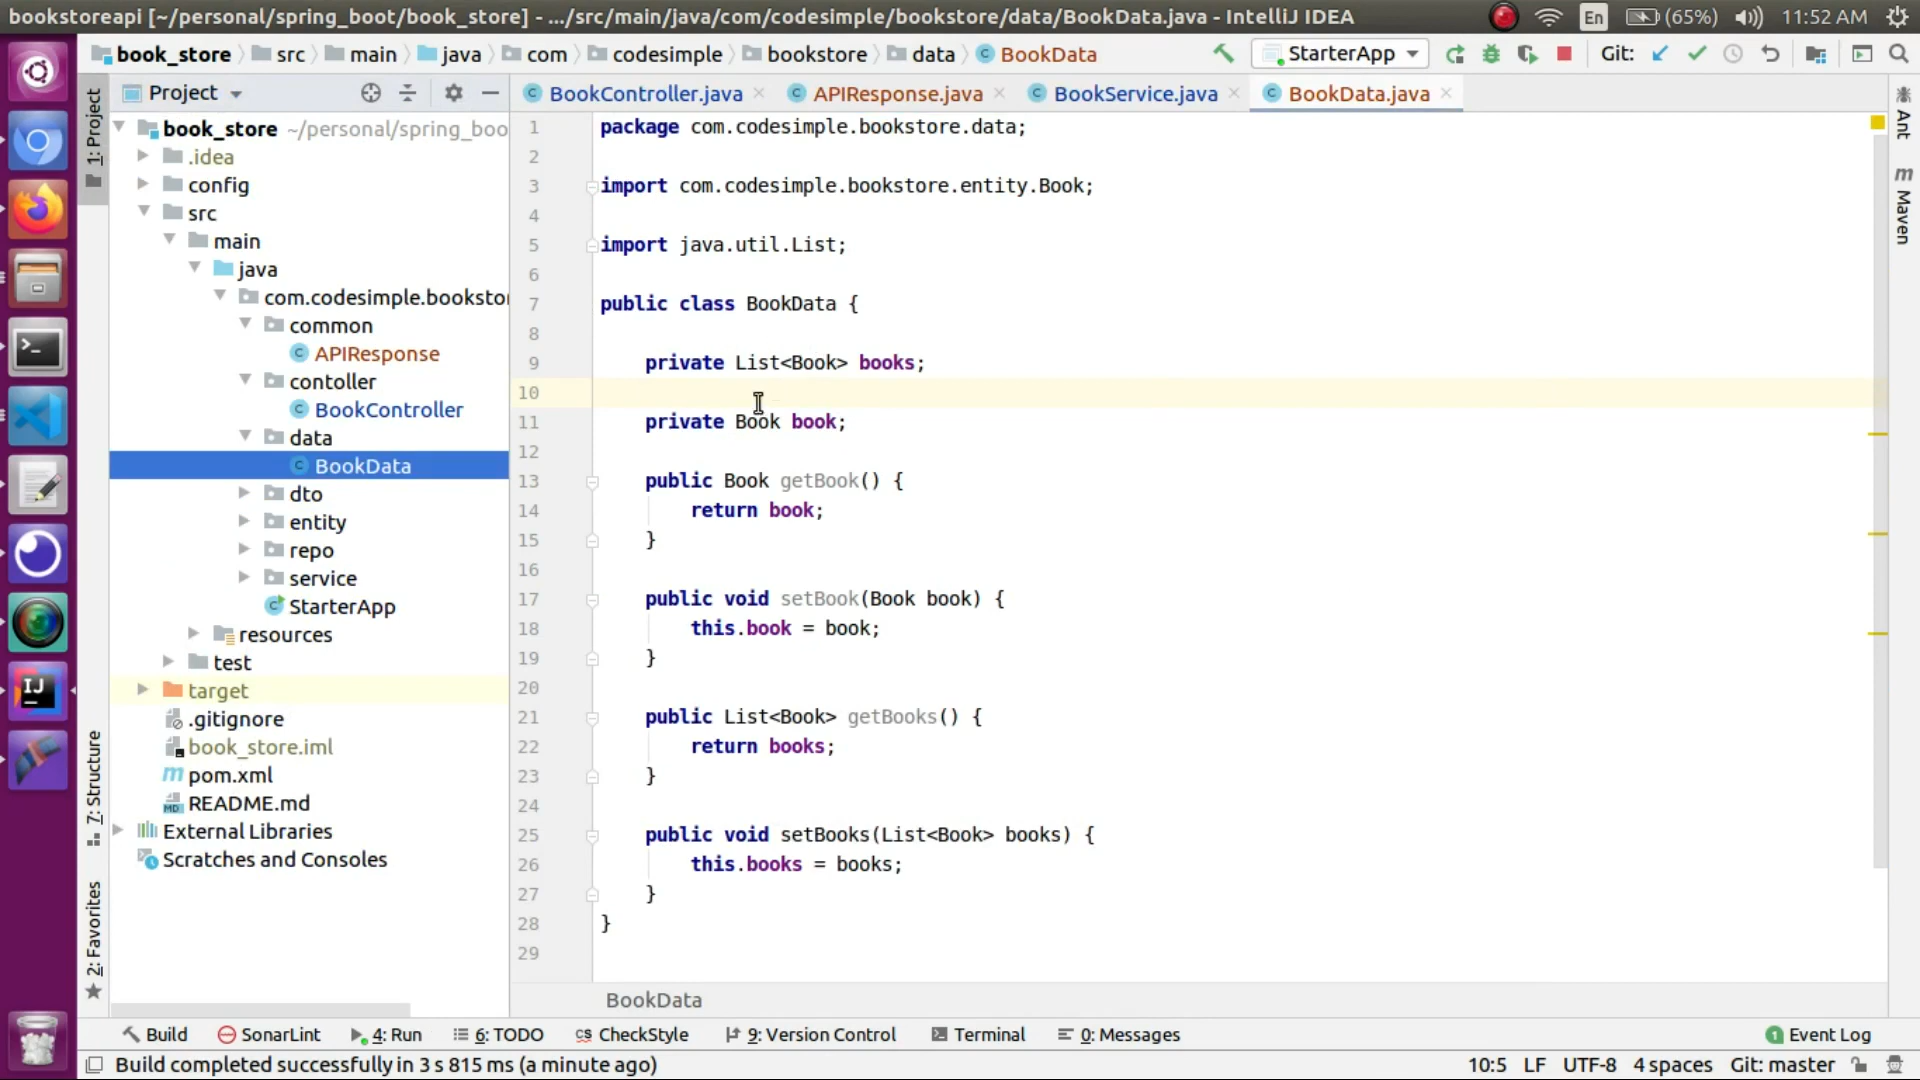 bookstoreapi [~/personal/spring_boot/book_store] - .../src/main/java/com/codesimple/bookstore/data/BookData.java - IntelliJ IDEA
En
(65%)
11:52 AM
book_store
src
main
java
com
codesimple
bookstore
data
BookData
StarterApp
Git:
Project
BookController.java
APIResponse.java
BookService.java
BookData.java
1: Project
7: Structure
2: Favorites
Ant
m Maven
book_store ~/personal/spring_boo
.idea
config
src
main
java
com.codesimple.booksto
common
APIResponse
contoller
BookController
data
BookData
dto
entity
repo
service
StarterApp
resources
test
target
.gitignore
book_store.iml
pom.xml
README.md
External Libraries
Scratches and Consoles
1 package com.codesimple.bookstore.data;
2
3 import com.codesimple.bookstore.entity.Book;
4
5 import java.util.List;
6
7 public class BookData {
8
9 private List<Book> books;
10
11 private Book book;
12
13 public Book getBook() {
14 return book;
15 }
16
17 public void setBook(Book book) {
18 this.book = book;
19 }
20
21 public List<Book> getBooks() {
22 return books;
23 }
24
25 public void setBooks(List<Book> books) {
26 this.books = books;
27 }
28 }
29
BookData
Build
SonarLint
4: Run
6: TODO
CheckStyle
9: Version Control
Terminal
0: Messages
1 Event Log
Build completed successfully in 3 s 815 ms (a minute ago)
10:5 LF UTF-8 4 spaces Git: master